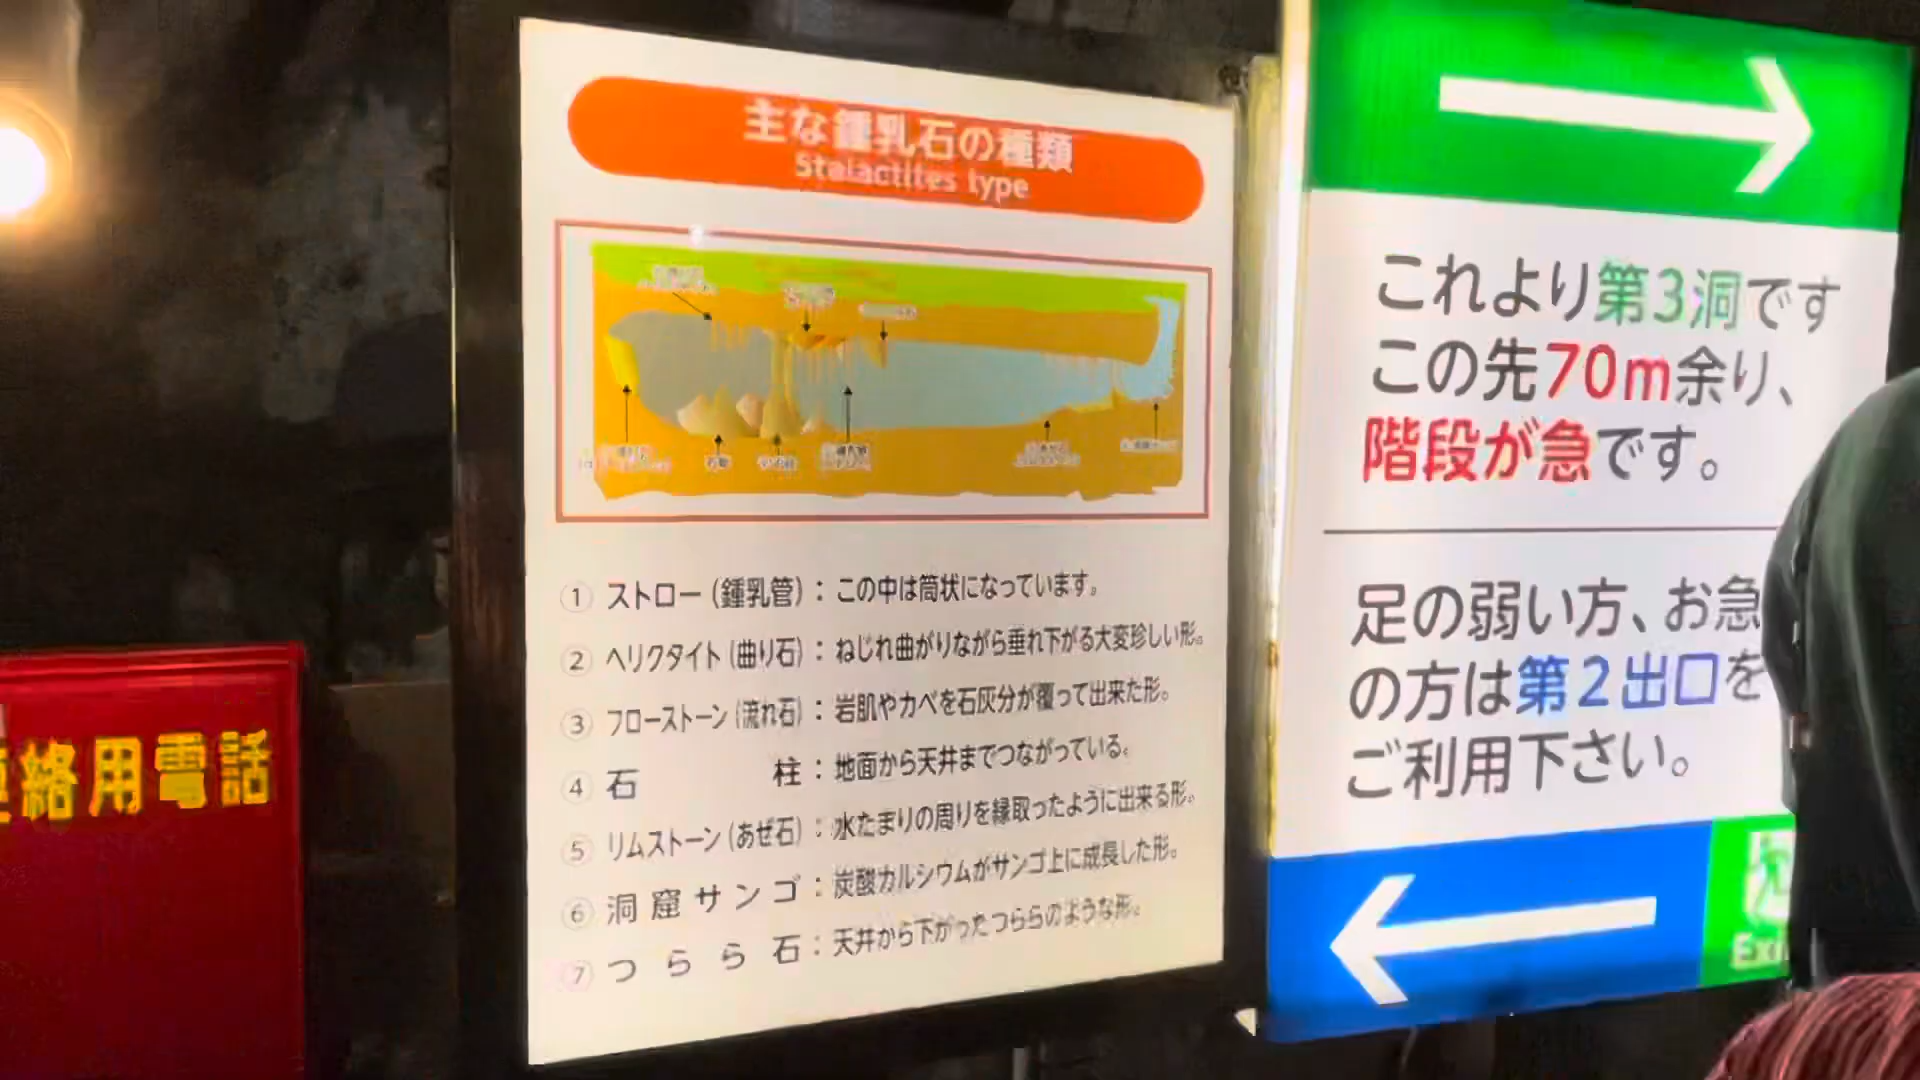 主な鍾乳石の種類
Stalactites type
石筍
① ストロー（鍾乳管）：この中は筒状になっています。
② ヘリクタイト（曲り石）：ねじれ曲がりながら垂れ下がる大変珍しい形。
③ フローストーン（流れ石）：岩肌やカベを石灰分が覆って出来た形。
④ 石柱：地面から天井までつながっている。
⑤ リムストーン（あぜ石）：水たまりの周りを縁取ったように出来る形。
⑥ 洞窟サンゴ：炭酸カルシウムがサンゴ上に成長した形。
⑦ つらら石：天井から下がったつららのような形。
これより第3洞です
この先70m余り、
階段が急です。
足の弱い方、お急
の方は第2出口を
ご利用下さい。
Exi
絡用電話